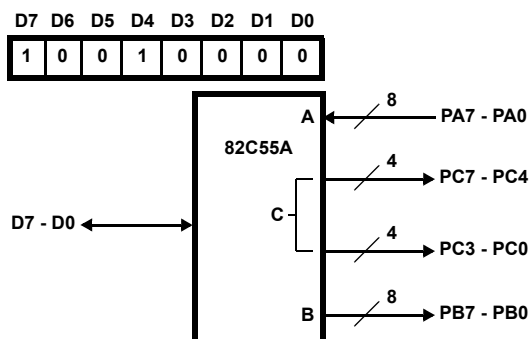 D7 D6 D5 D4 D3 D2 D1 D0
1 0 0 1 0 0 0 0
A
8
PA7 - PA0
82C55A
4
PC7 - PC4
C
D7 - D0
4
PC3 - PC0
B
8
PB7 - PB0